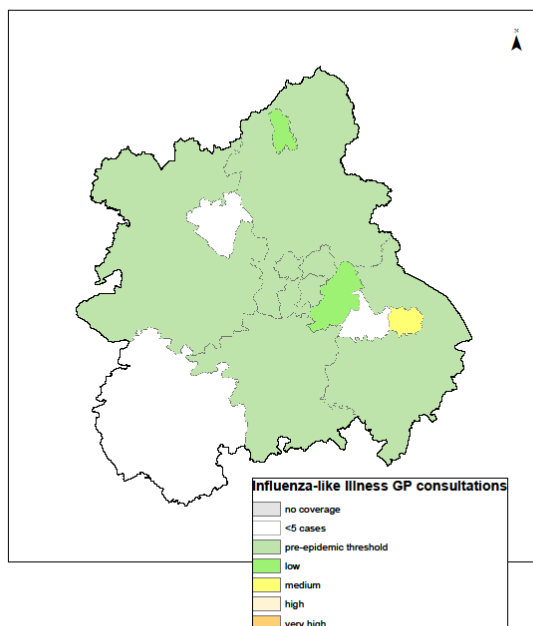 N
Influenza-like Illness GP consultations
no coverage
<5 cases
pre-epidemic threshold
low
medium
high
very high